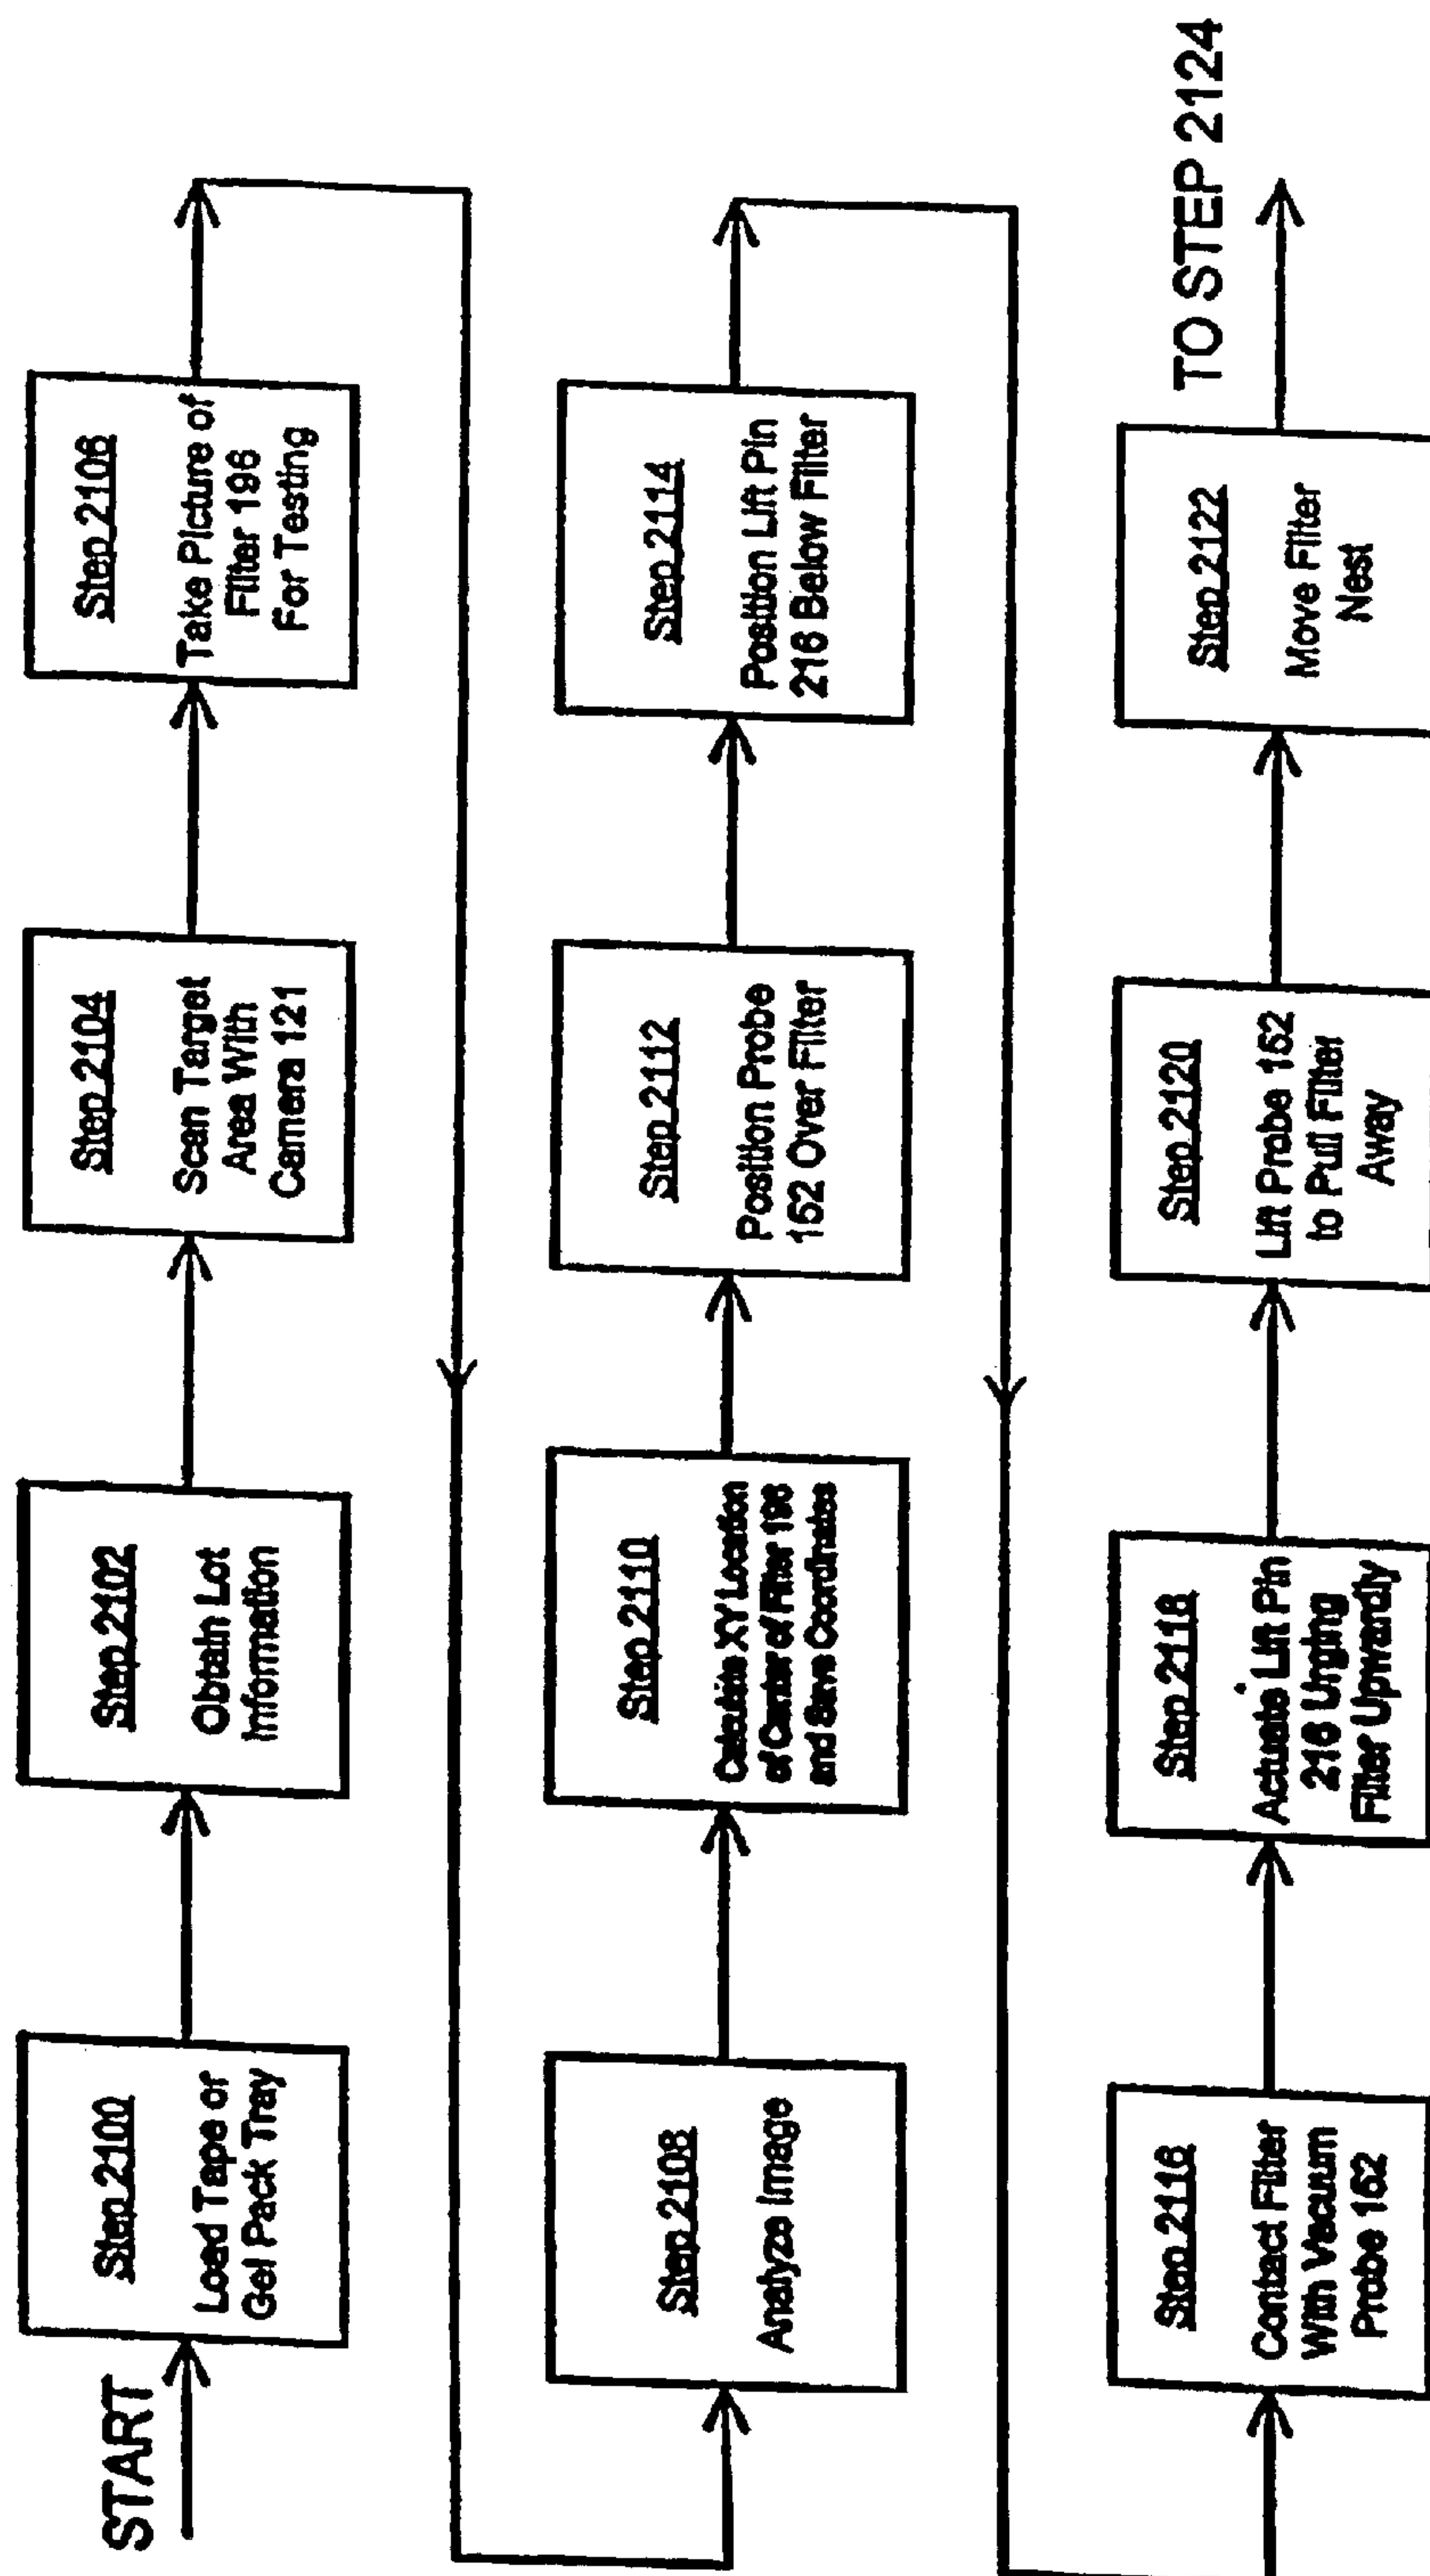 START
Step 2100
Load Tape or
Gel Pack Tray
Step 2102
Obtain Lot
Information
Step 2104
Scan Target
Area With
Camera 121
Step 2106
Take Picture of
Filter 196
For Testing
Step 2108
Analyze Image
Step 2110
Calculate XY Location
of Center of Filter 196
and Save Coordinates
Step 2112
Position Probe
162 Over Filter
Step 2114
Position Lift Pin
216 Below Filter
Step 2116
Contact Filter
With Vacuum
Probe 162
Step 2118
Actuate Lift Pin
216 Urging
Filter Upwardly
Step 2120
Lift Probe 162
to Pull Filter
Away
Step 2122
Move Filter
Nest
TO STEP 2124